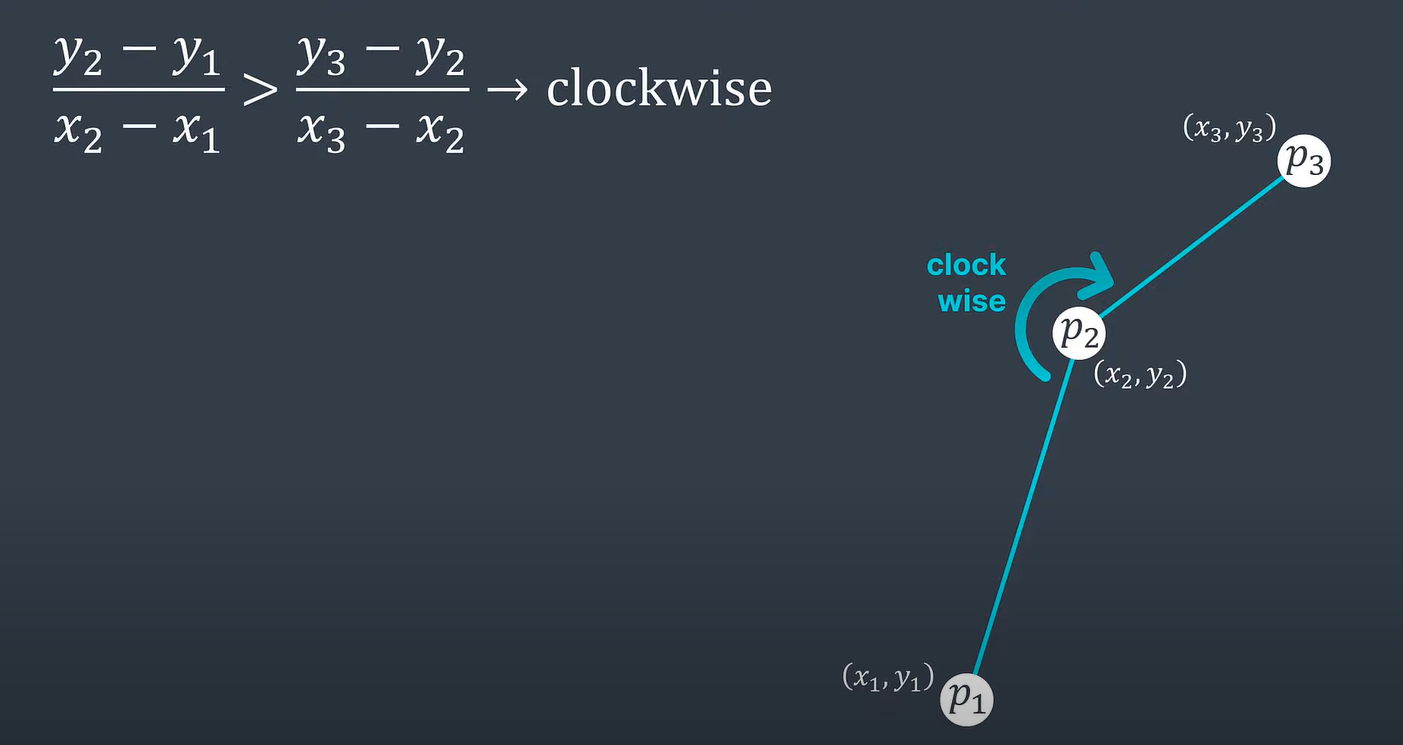 \frac{y_2 - y_1}{x_2 - x_1} > \frac{y_3 - y_2}{x_3 - x_2} → clockwise
(x_3, y_3)
p_3
clock
wise
p_2
(x_2, y_2)
(x_1, y_1)
p_1